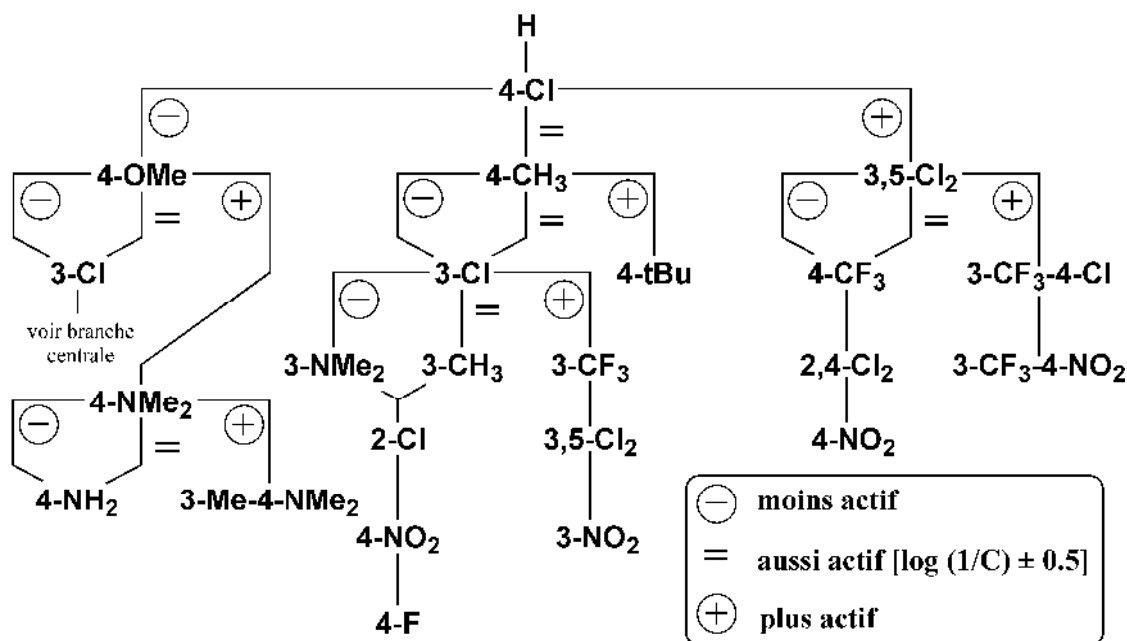 H
4-Cl
4-OMe 4-CH₃ 3,5-Cl₂
3-Cl 3-Cl 4-tBu 4-CF₃ 3-CF₃-4-Cl
voir branche
centrale
3-NMe₂ 3-CH₃ 3-CF₃ 2,4-Cl₂ 3-CF₃-4-NO₂
4-NMe₂
2-Cl 3,5-Cl₂ 4-NO₂
4-NH₂ 3-Me-4-NMe₂
4-NO₂ 3-NO₂
4-F
− moins actif
= aussi actif [log (1/C) ± 0.5]
+ plus actif